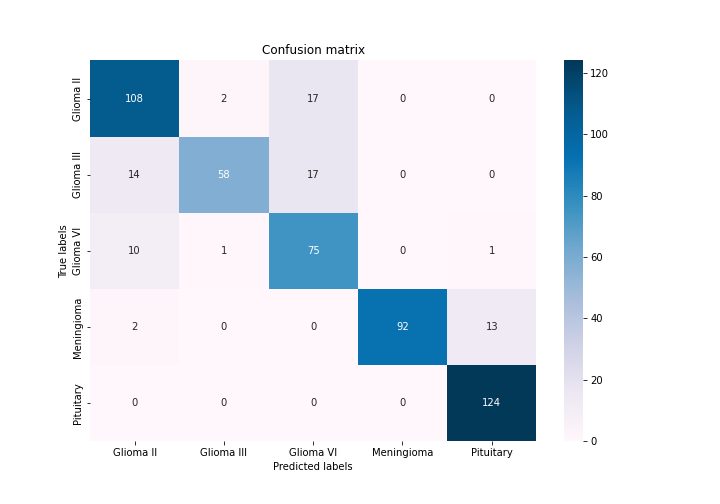 Confusion matrix
True labels
Glioma II
108 2 17 0 0
Glioma III
14 58 17 0 0
Glioma VI
10 1 75 0 1
Meningioma
2 0 0 92 13
Pituitary
0 0 0 0 124
Glioma II Glioma III Glioma VI Meningioma Pituitary
Predicted labels
120
100
80
60
40
20
0